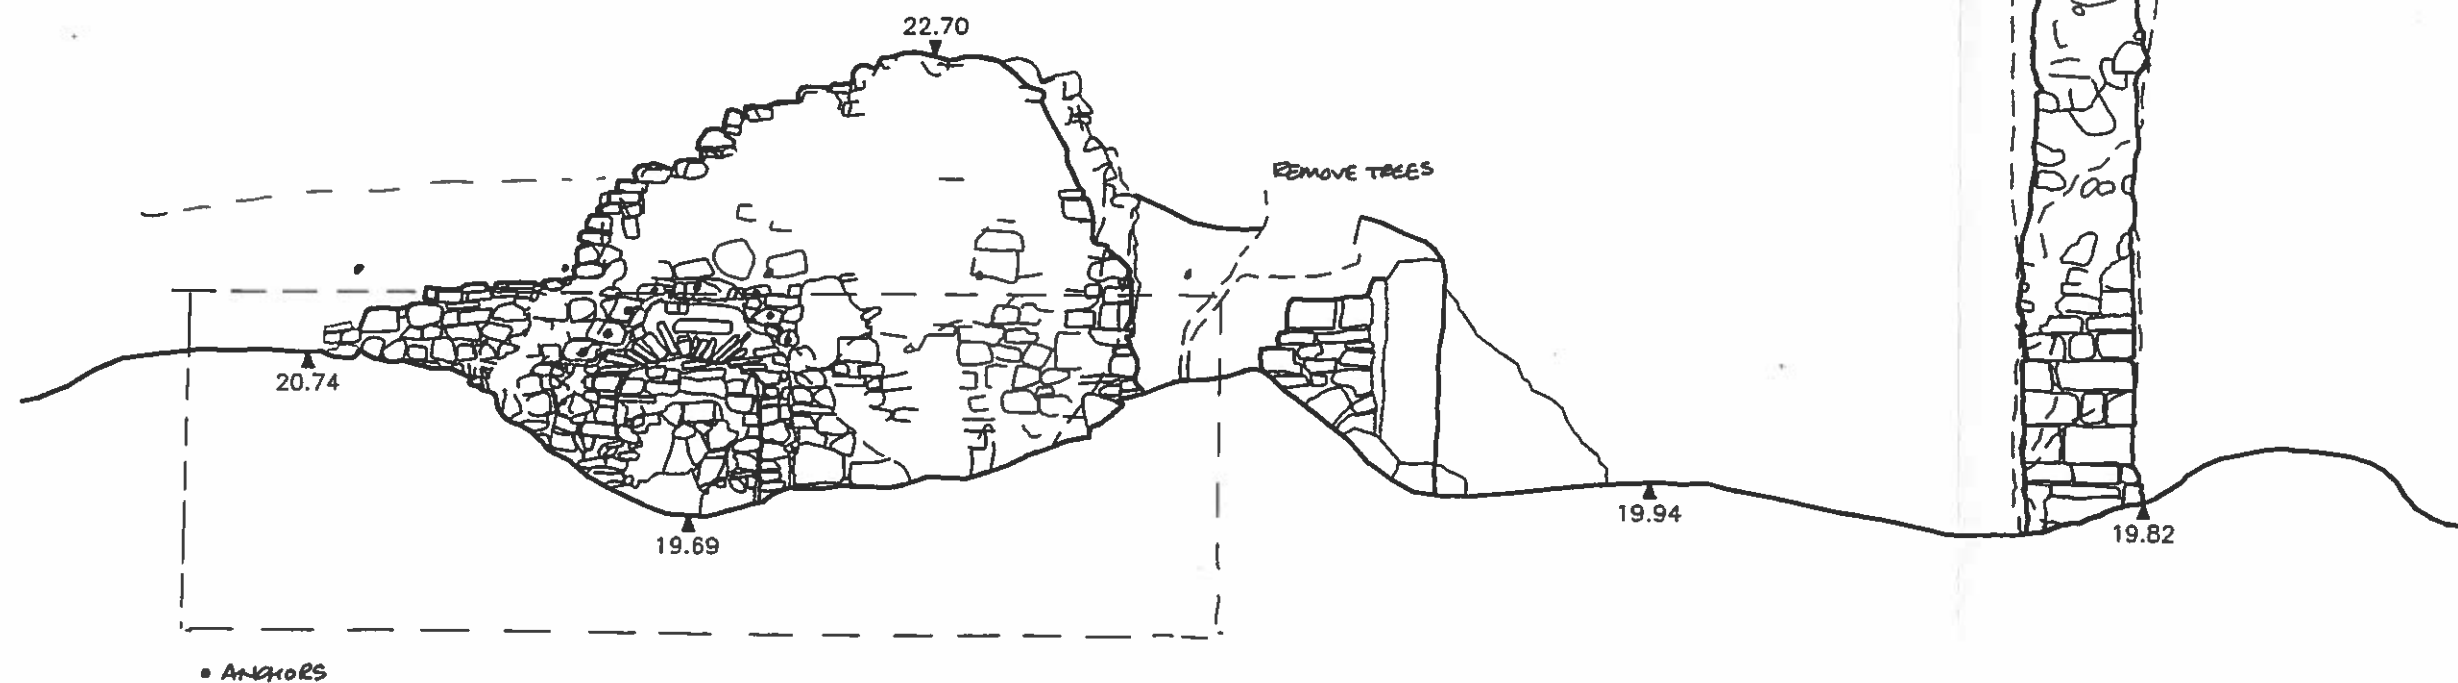 22.70
REMOVE TREES
20.74
19.69
19.94
19.82
• ANCHORS